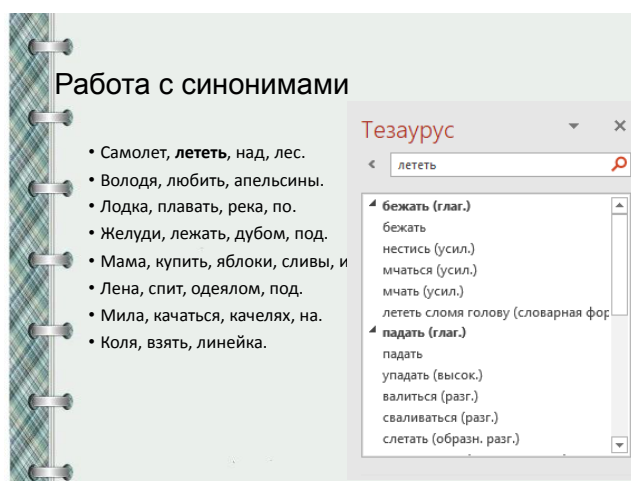 Работа с синонимами
• Самолет, лететь, над, лес.
• Володя, любить, апельсины.
• Лодка, плавать, река, по.
• Желуди, лежать, дубом, под.
• Мама, купить, яблоки, сливы, и
• Лена, спит, одеялом, под.
• Мила, качаться, качелях, на.
• Коля, взять, линейка.
Тезаурус
лететь
бежать (глаг.)
бежать
нестись (усил.)
мчаться (усил.)
мчать (усил.)
лететь сломя голову (словарная фор
падать (глаг.)
падать
упадать (высок.)
валиться (разг.)
сваливаться (разг.)
слетать (образн. разг.)